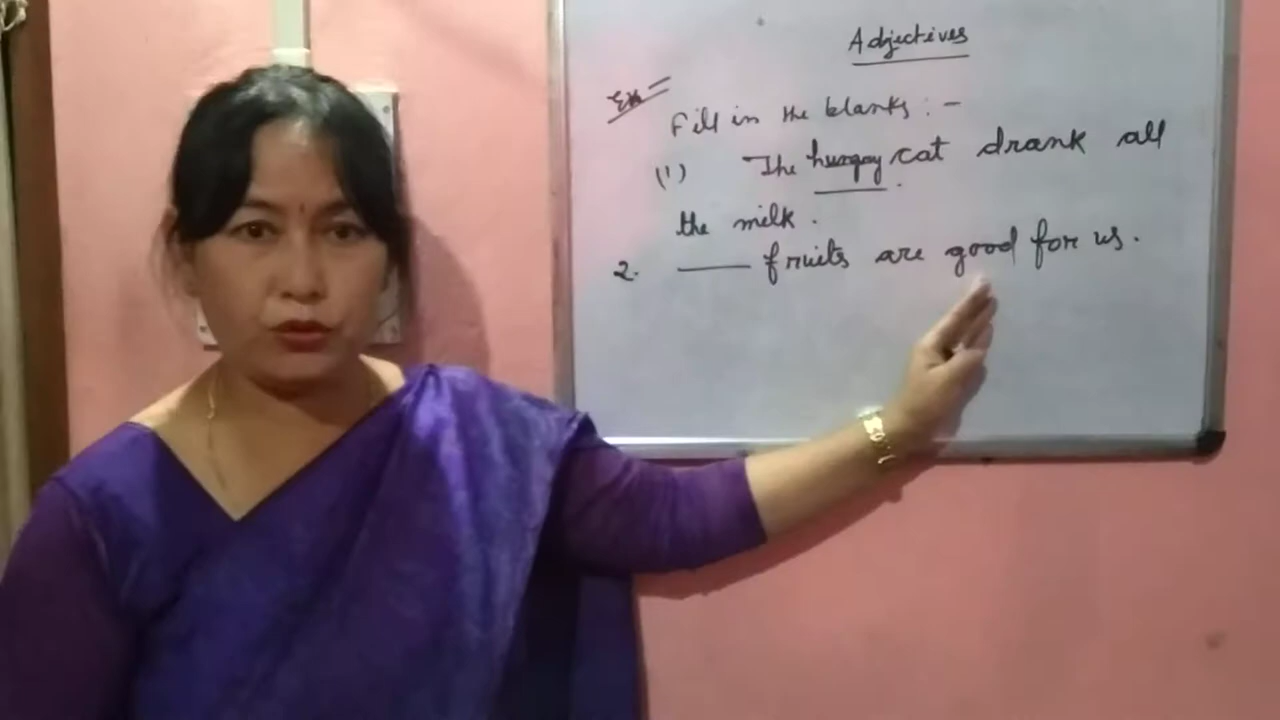 Adjectives
Ex
Fill in the blanks : -
(1) The hungry cat drank all
the milk .
2. ____ fruits are good for us.